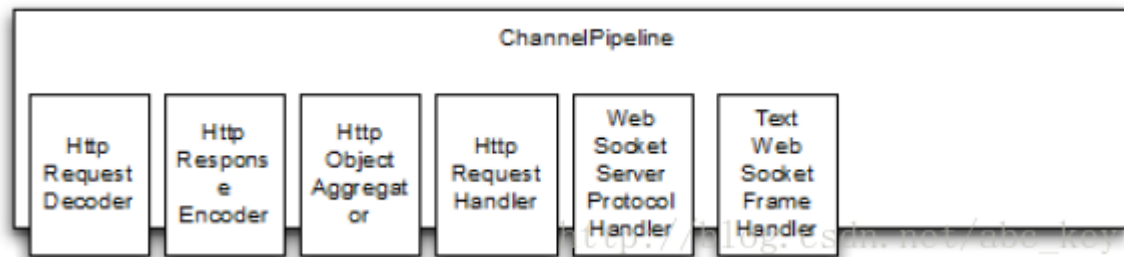 ChannelPipeline
Http
Request
Decoder
Http
Respons
e
Encoder
Http
Object
Aggregat
or
Http
Request
Handler
Web
Socket
Server
Protocol
Handler
Text
Web
Socket
Frame
Handler
http://blog.csdn.net/abc_key